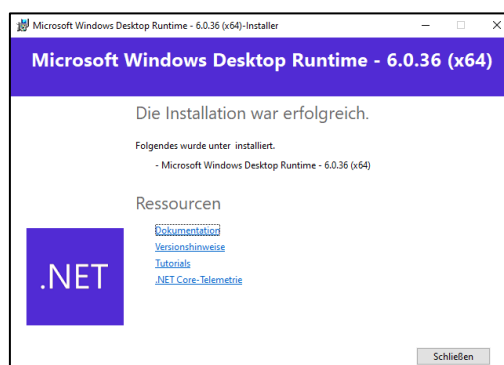 Microsoft Windows Desktop Runtime - 6.0.36 (x64)-Installer
Microsoft Windows Desktop Runtime - 6.0.36 (x64)
Die Installation war erfolgreich.
Folgendes wurde unter installiert.
- Microsoft Windows Desktop Runtime - 6.0.36 (x64)
Ressourcen
Dokumentation
Versionshinweise
Tutorials
.NET Core-Telemetrie
.NET
Schließen